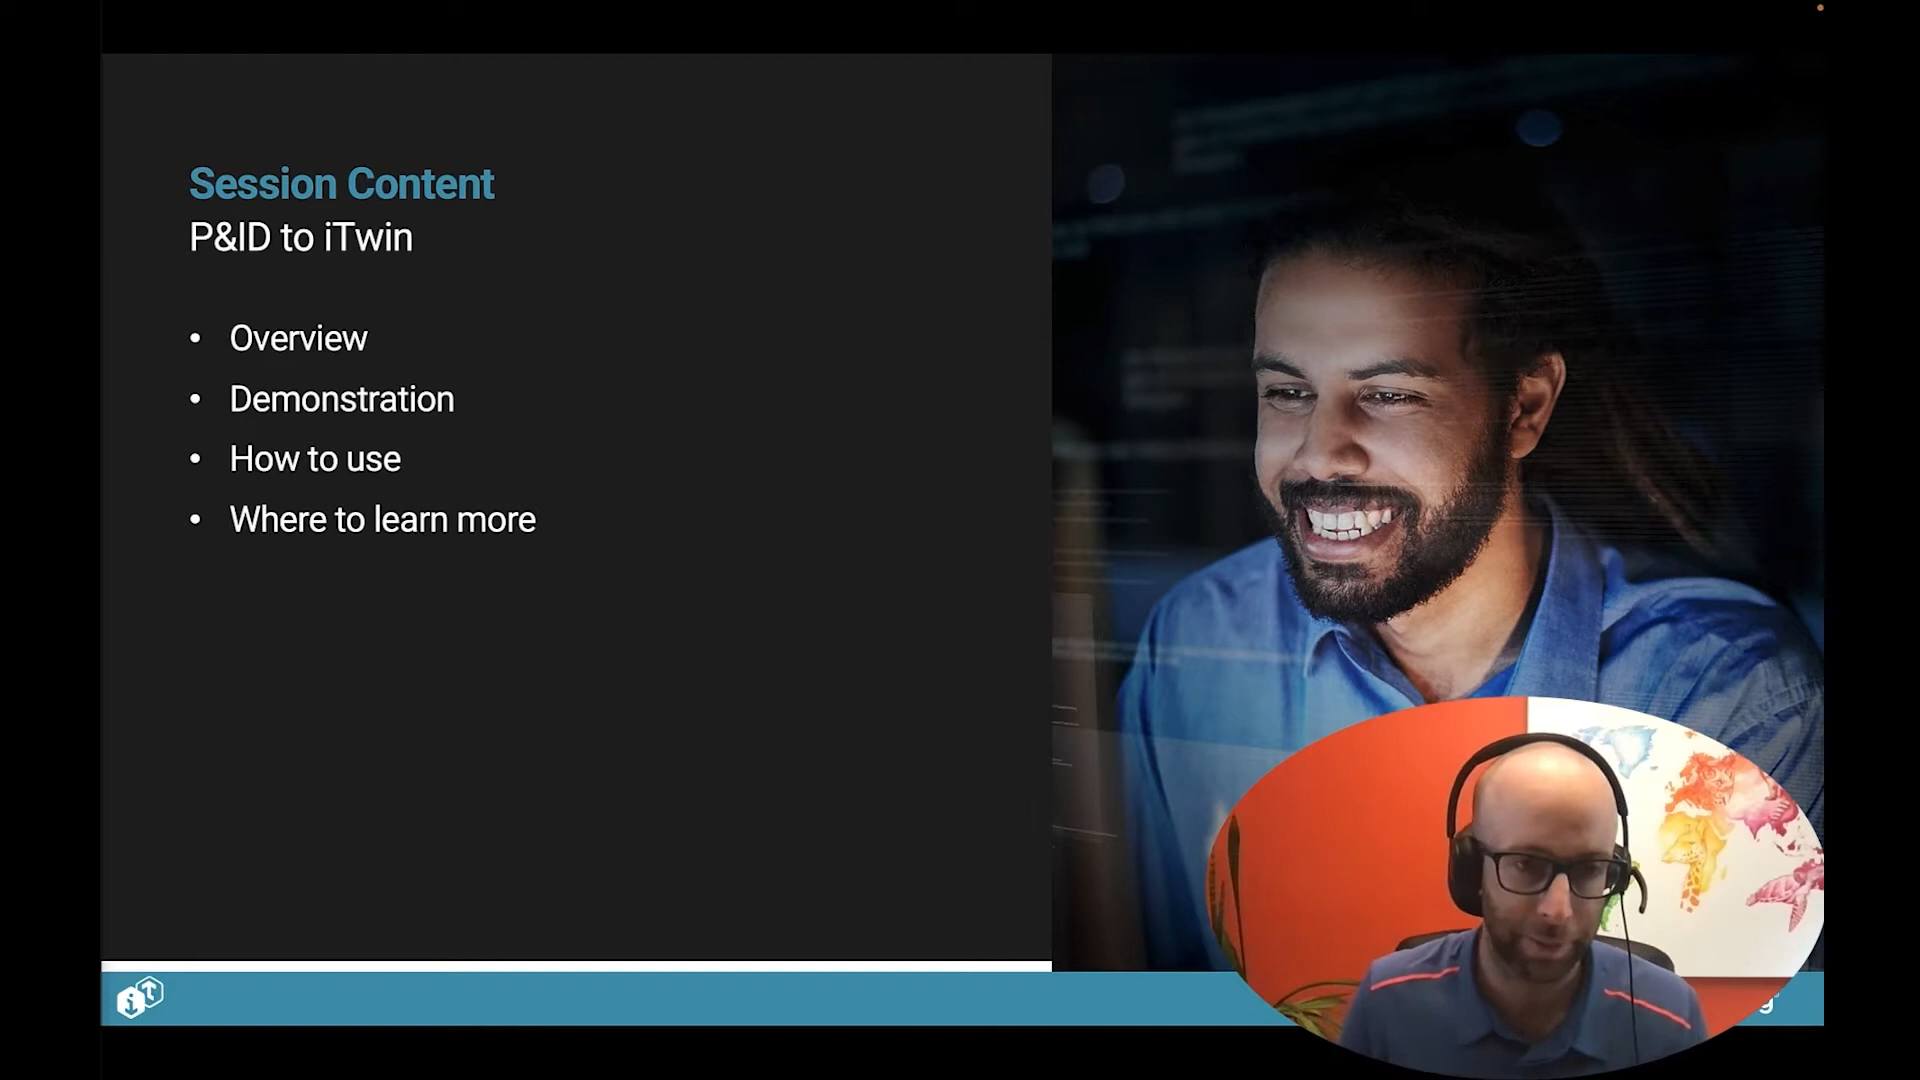 Session Content
P&ID to iTwin
• Overview
• Demonstration
• How to use
• Where to learn more